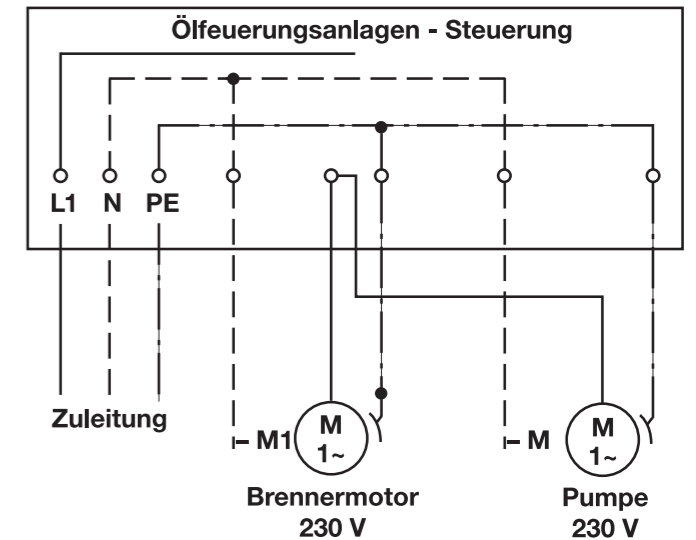 Ölfeuerungsanlagen - Steuerung
L1 N PE
Zuleitung
M1
M
1~
M
M
1~
Brennermotor
230 V
Pumpe
230 V